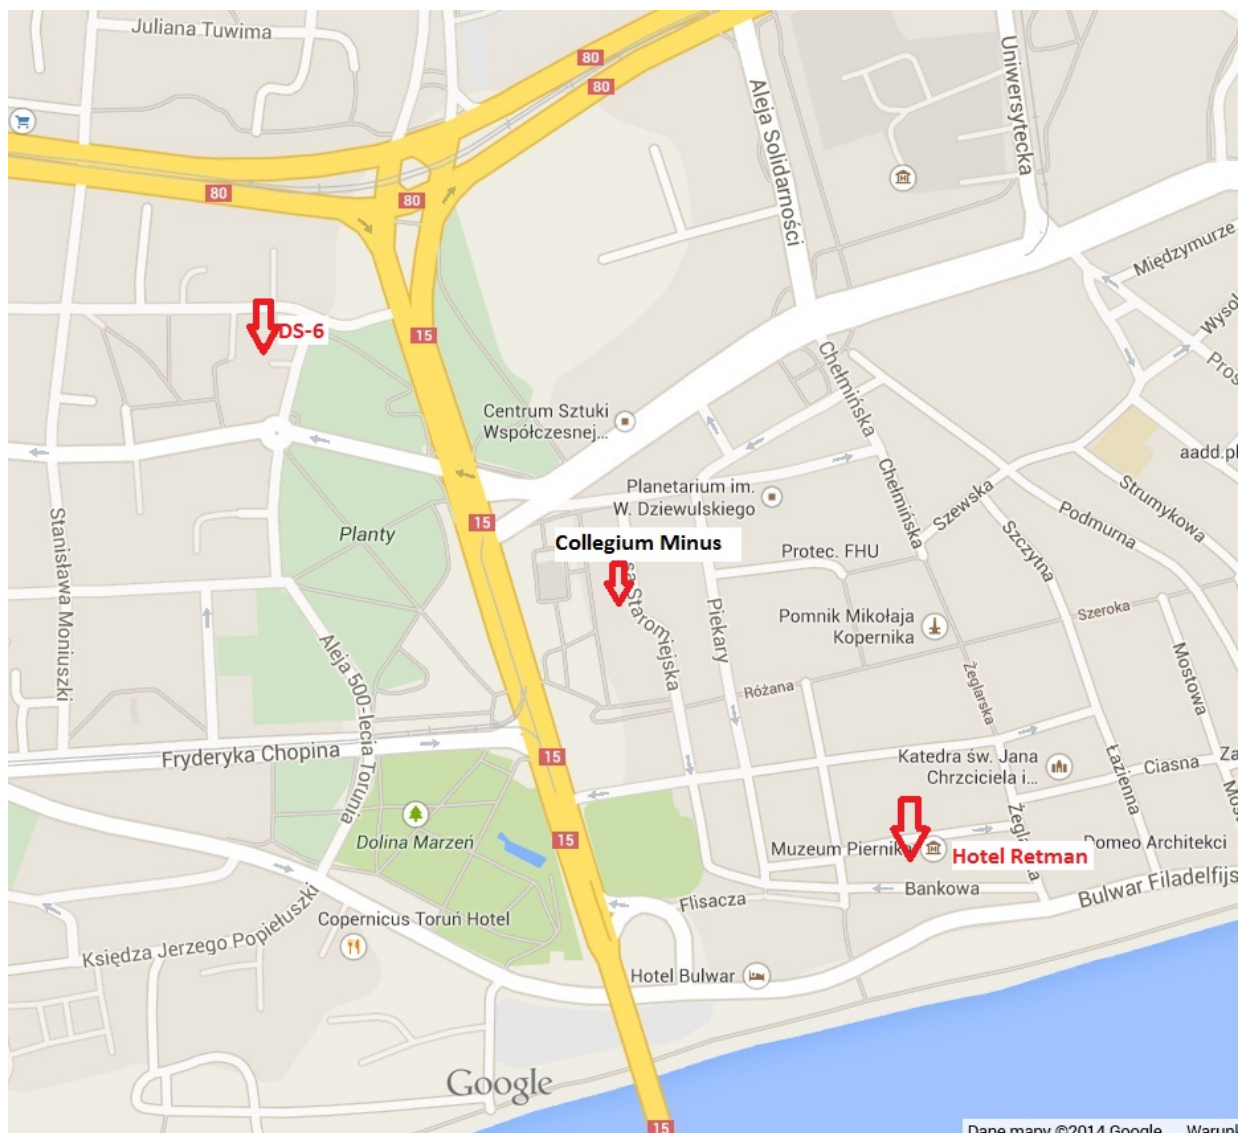 Juliana Tuwima
80
80
Aleja Solidarności
Uniwersytecka
80
80
Międzymurze
15
DS-6
Chełmińska
Centrum Sztuki
Współczesnej...
Planetarium im.
W. Dziewulskiego
Chełmińska
Szewska
aadd.pl
Strumykowa
Podmurna
Szczytna
15
Planty
Collegium Minus
Protec. FHU
Stanisława Moniuszki
Piekary
Pomnik Mikołaja
Kopernika
Szeroka
Mostowa
Aleja 500-lecia Torunia
Różana
Żeglarska
Fryderyka Chopina
15
Katedra św. Jana
Chrzciciela i...
Łazienna
Ciasna
Dolina Marzeń
15
Muzeum Piernika
Hotel Retman
Domeo Architekci
Bankowa
Flisacza
Bulwar Filadelfijs
Księdza Jerzego Popiełuszki
Copernicus Toruń Hotel
Hotel Bulwar
Google
15
Dane mapy ©2014 Google